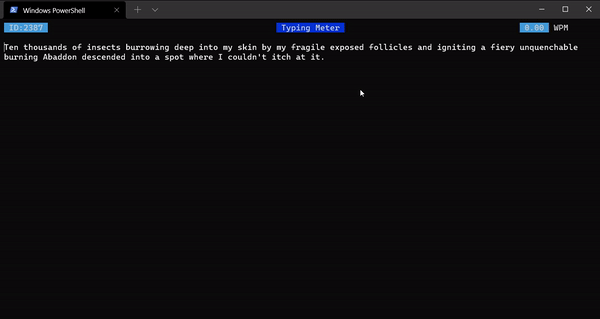 Windows PowerShell
ID:2387 Typing Meter 0.00 WPM
Ten thousands of insects burrowing deep into my skin by my fragile exposed follicles and igniting a fiery unquenchable
burning Abaddon descended into a spot where I couldn't itch at it.